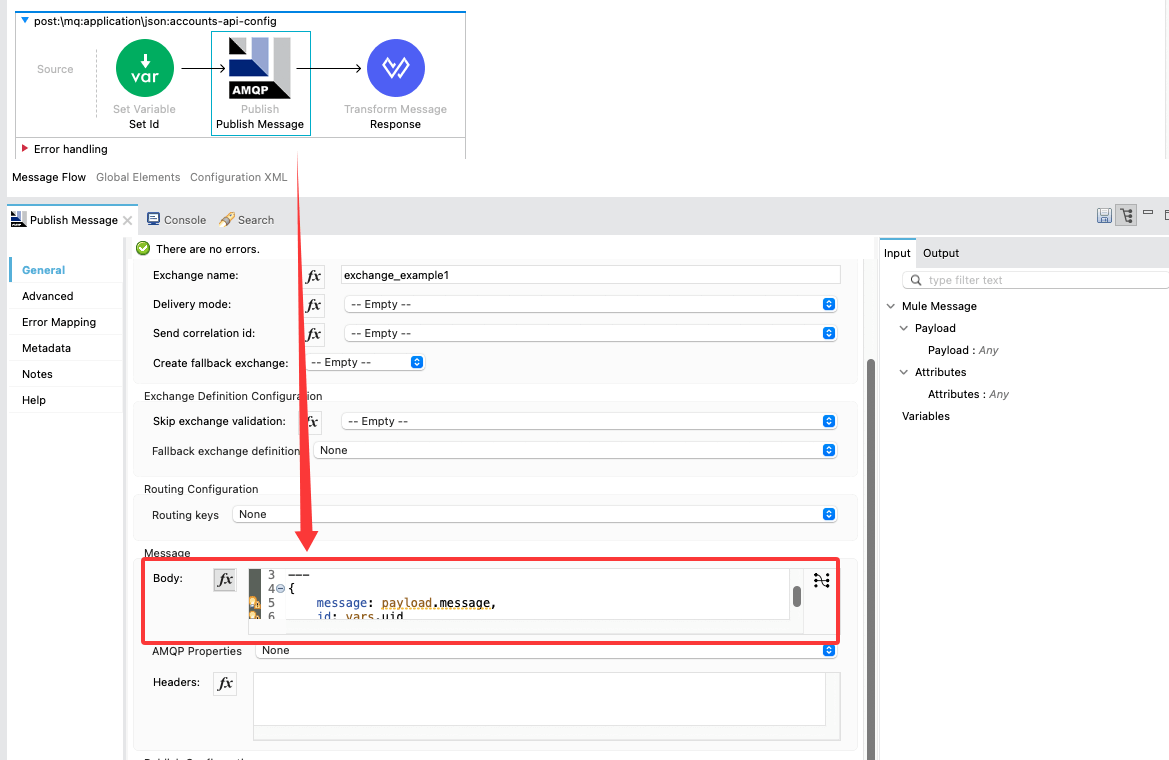 post:\mq:application\json:accounts-api-config
Source
var
AMQP
Set Variable
Publish
Transform Message
Set Id
Publish Message
Response
Error handling
Message Flow Global Elements Configuration XML
Publish Message Console Search
There are no errors.
General
Advanced
Error Mapping
Metadata
Notes
Help
Exchange name: fx exchange_example1
Delivery mode: fx -- Empty --
Send correlation id: fx -- Empty --
Create fallback exchange: -- Empty --
Exchange Definition Configuration
Skip exchange validation: fx -- Empty --
Fallback exchange definition None
Routing Configuration
Routing keys None
Message
Body: fx
3 ---
4 {
5 message: payload.message,
6 id: vars.uid
AMQP Properties None
Headers: fx
Input Output
type filter text
Mule Message
Payload
Payload : Any
Attributes
Attributes : Any
Variables